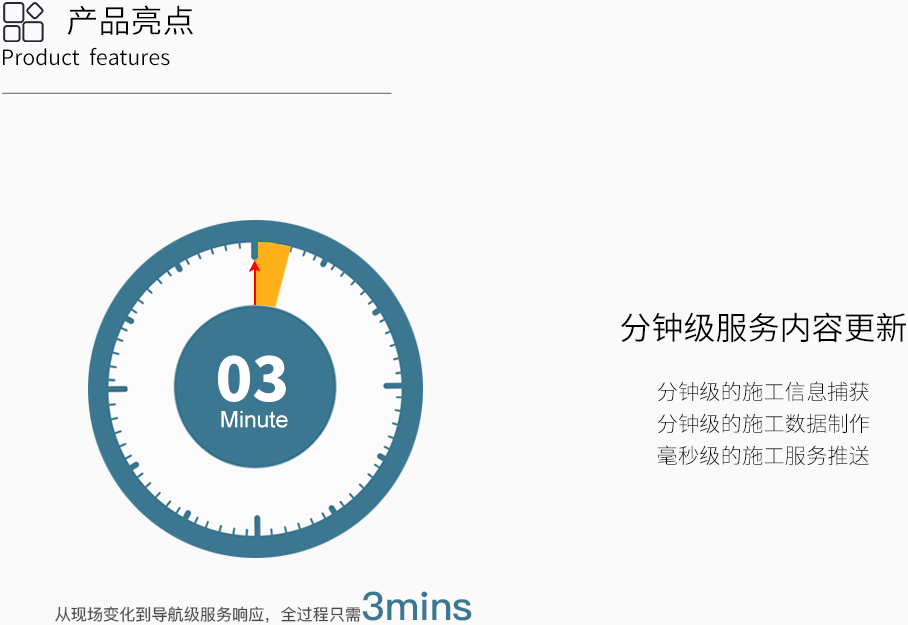 产品亮点
Product features
03
Minute
分钟级服务内容更新
分钟级的施工信息捕获
分钟级的施工数据制作
毫秒级的施工服务推送
从现场变化到导航级服务响应，全过程只需3mins